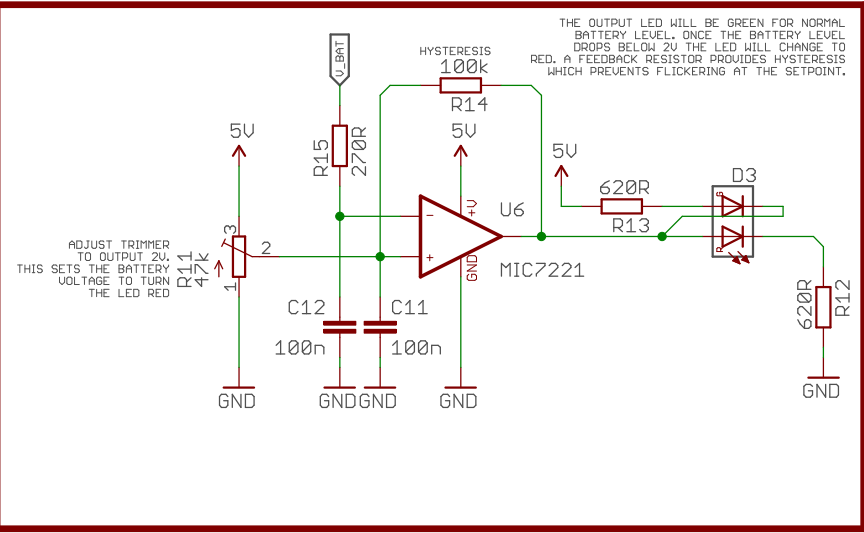 THE OUTPUT LED WILL BE GREEN FOR NORMAL
BATTERY LEVEL. ONCE THE BATTERY LEVEL
DROPS BELOW 2V THE LED WILL CHANGE TO
RED. A FEEDBACK RESISTOR PROVIDES HYSTERESIS
WHICH PREVENTS FLICKERING AT THE SETPOINT.
V_BAT
HYSTERESIS
100k
R14
5V
R15
270R
5V
5V
D3
620R
R13
G
R
U6
+V
-
+
GND
MIC7221
3
2
1
R11
47k
ADJUST TRIMMER
TO OUTPUT 2V.
THIS SETS THE BATTERY
VOLTAGE TO TURN
THE LED RED
C12
100n
C11
100n
620R
R12
GND
GND
GND
GND
GND